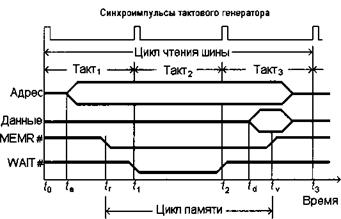 Синхроимпульсы тактового генератора
Цикл чтения шины
Такт₁ Такт₂ Такт₃
Адрес
Данные
MEMR#
WAIT#
t₀ tₐ tᵣ t₁ t₂ t_d tᵥ t₃ Время
Цикл памяти